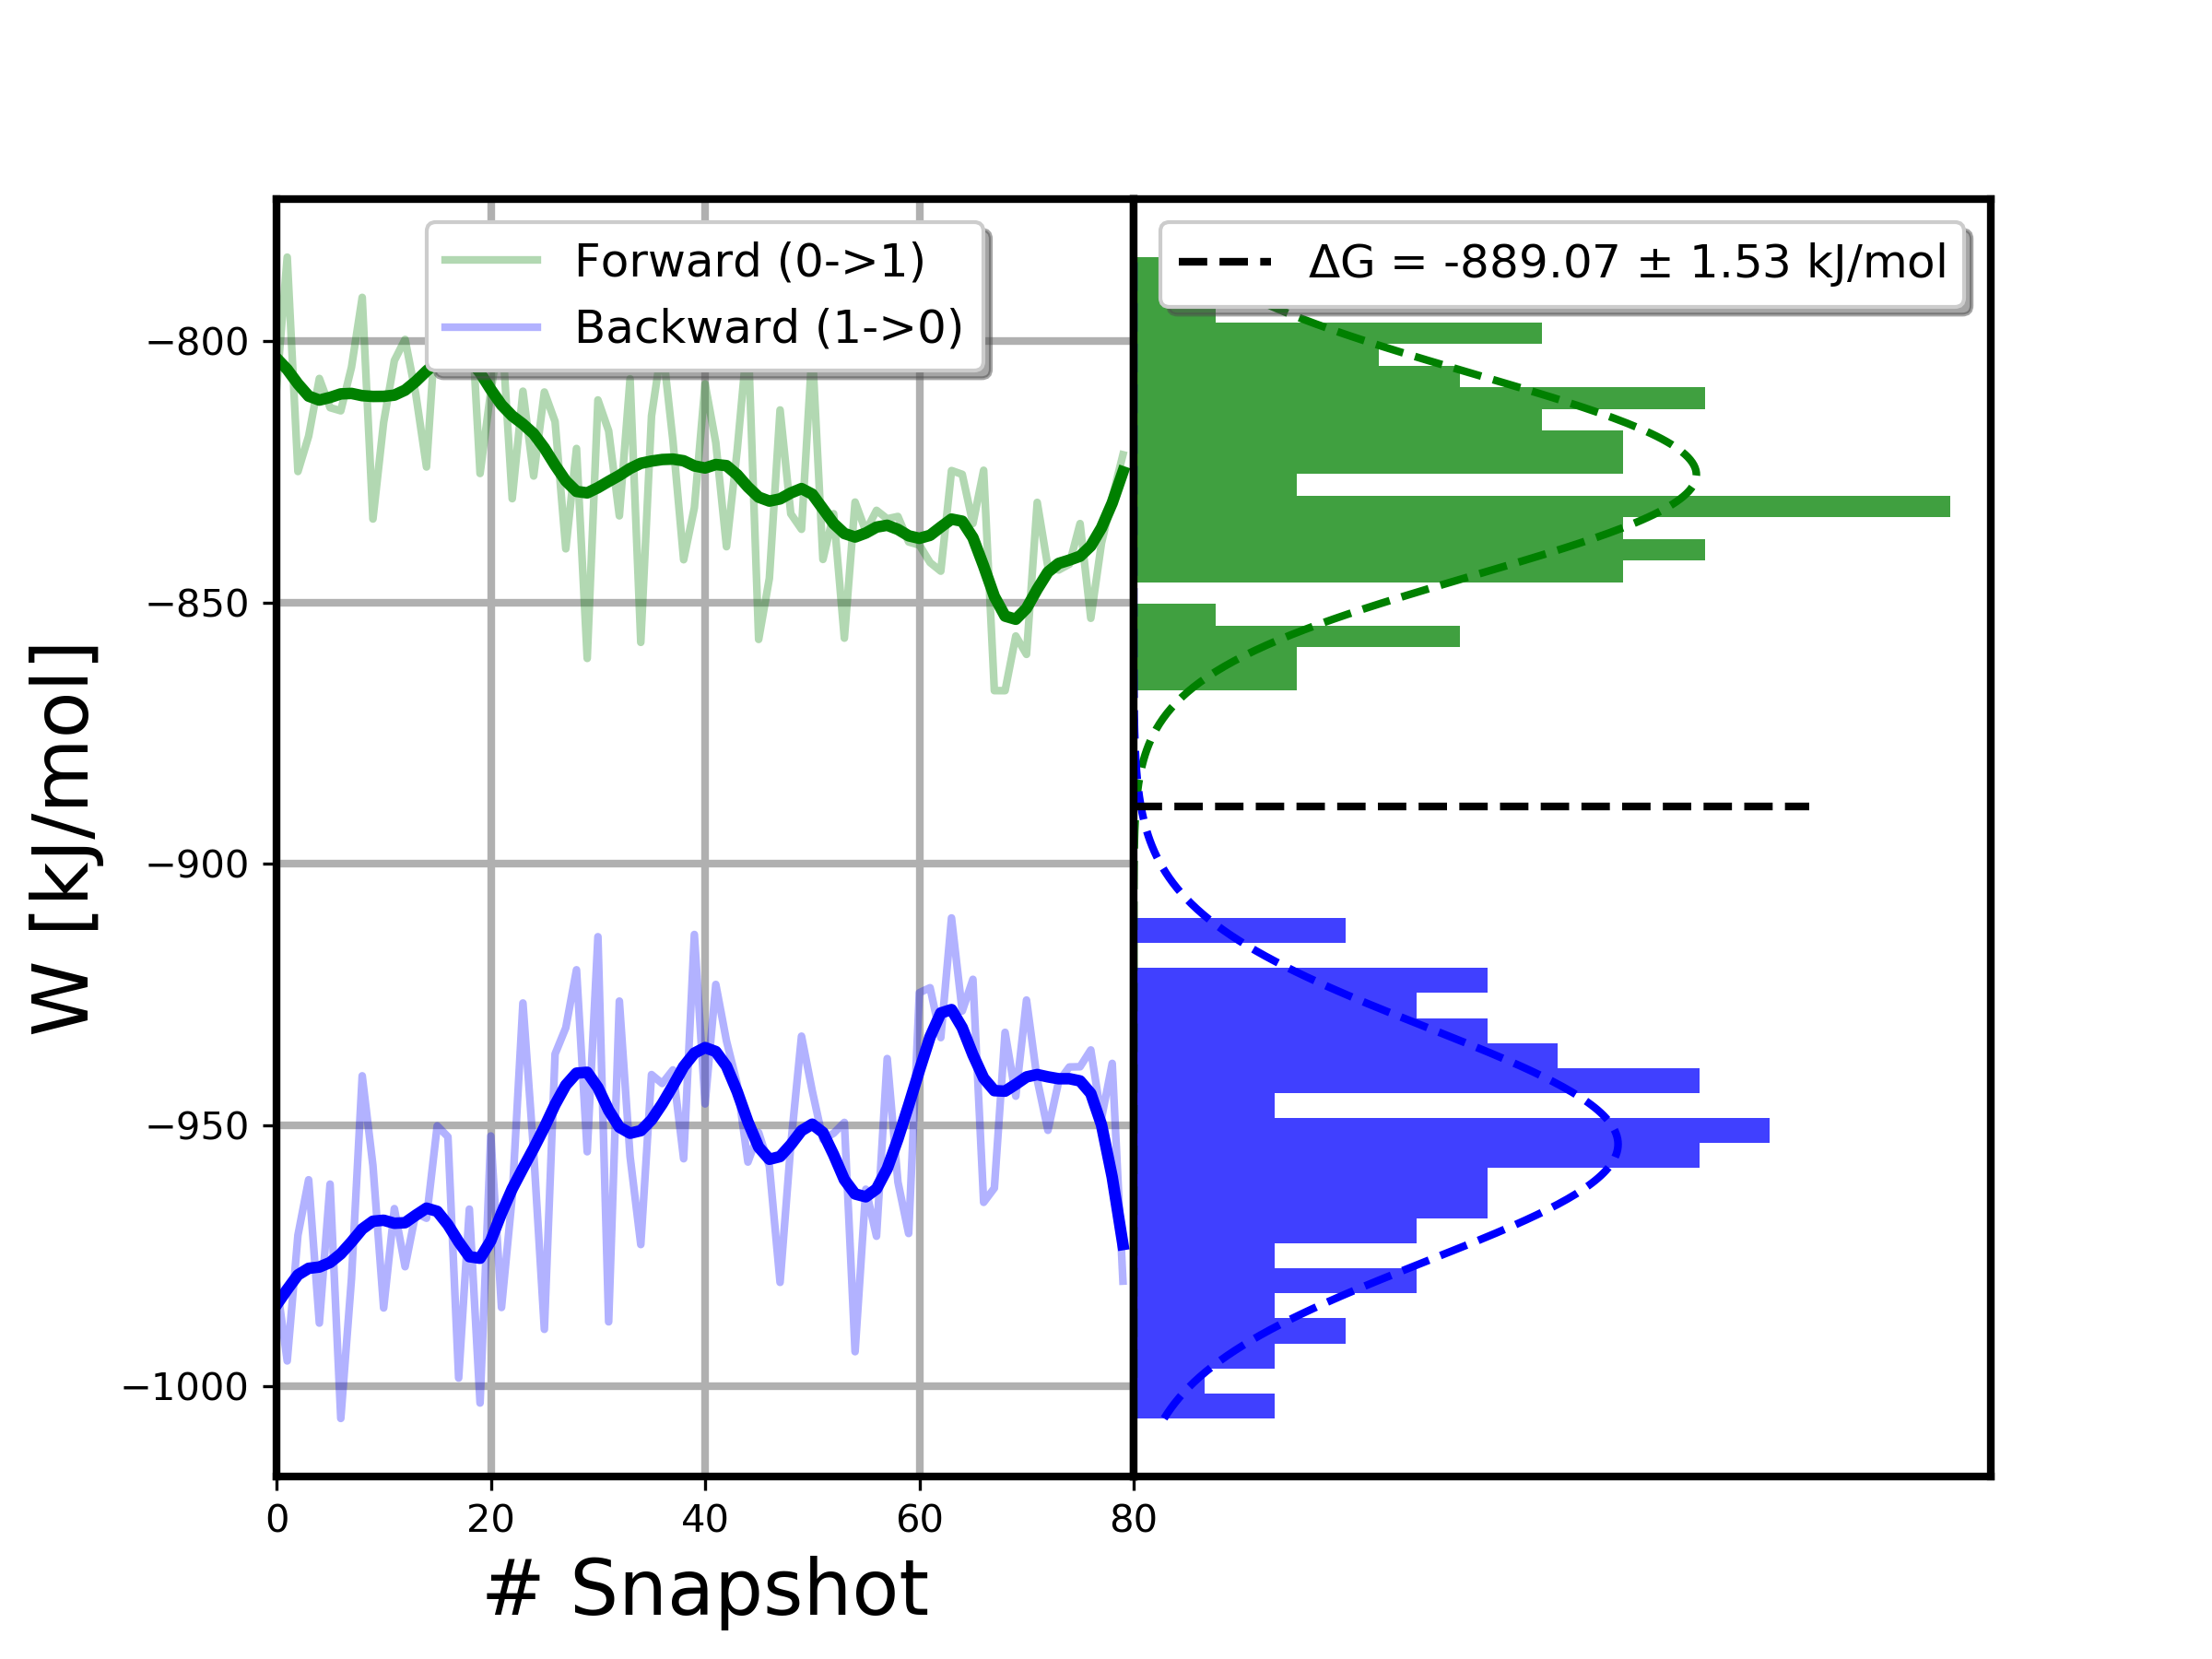 Forward (0->1)
Backward (1->0)
ΔG = -889.07 ± 1.53 kJ/mol
W [kJ/mol]
−800
−850
−900
−950
−1000
0 20 40 60 80
# Snapshot